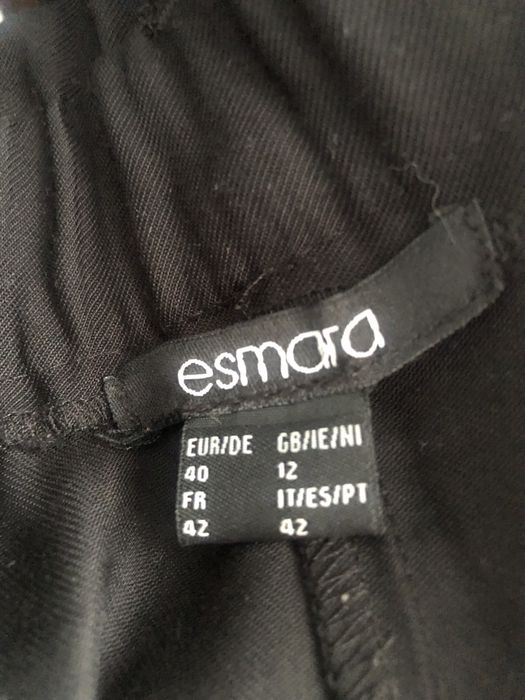 esmara
EUR/DE GB/IE/NI
40 12
FR IT/ES/PT
42 42